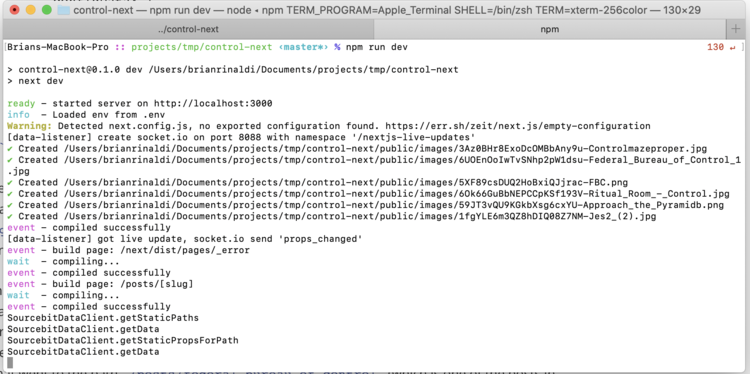 control-next — npm run dev — node ◂ npm TERM_PROGRAM=Apple_Terminal SHELL=/bin/zsh TERM=xterm-256color — 130×29
../control-next
npm
+
[Brians-MacBook-Pro :: projects/tmp/control-next ‹master*› % npm run dev 130 ↵ ]
> control-next@0.1.0 dev /Users/brianrinaldi/Documents/projects/tmp/control-next
> next dev
ready - started server on http://localhost:3000
info  - Loaded env from .env
Warning: Detected next.config.js, no exported configuration found. https://err.sh/zeit/next.js/empty-configuration
[data-listener] create socket.io on port 8088 with namespace '/nextjs-live-updates'
✔ Created /Users/brianrinaldi/Documents/projects/tmp/control-next/public/images/3Az0BHr8ExoDcOMBbAny9u-Controlmazeproper.jpg
✔ Created /Users/brianrinaldi/Documents/projects/tmp/control-next/public/images/6UOEnOoIwTvSNhp2pW1dsu-Federal_Bureau_of_Control_1
.jpg
✔ Created /Users/brianrinaldi/Documents/projects/tmp/control-next/public/images/5XF89csDUQ2HoBxiQJjrac-FBC.png
✔ Created /Users/brianrinaldi/Documents/projects/tmp/control-next/public/images/6Ok66GuBbNEPCCpKSf193V-Ritual_Room_-_Control.jpg
✔ Created /Users/brianrinaldi/Documents/projects/tmp/control-next/public/images/59JT3vQU9KGkbXsg6cxYU-Approach_the_Pyramidb.png
✔ Created /Users/brianrinaldi/Documents/projects/tmp/control-next/public/images/1fgYLE6m3QZ8hDIQ08Z7NM-Jes2_(2).jpg
event - compiled successfully
[data-listener] got live update, socket.io send 'props_changed'
event - build page: /next/dist/pages/_error
wait  - compiling...
event - compiled successfully
event - build page: /posts/[slug]
wait  - compiling...
event - compiled successfully
SourcebitDataClient.getStaticPaths
SourcebitDataClient.getData
SourcebitDataClient.getStaticPropsForPath
SourcebitDataClient.getData